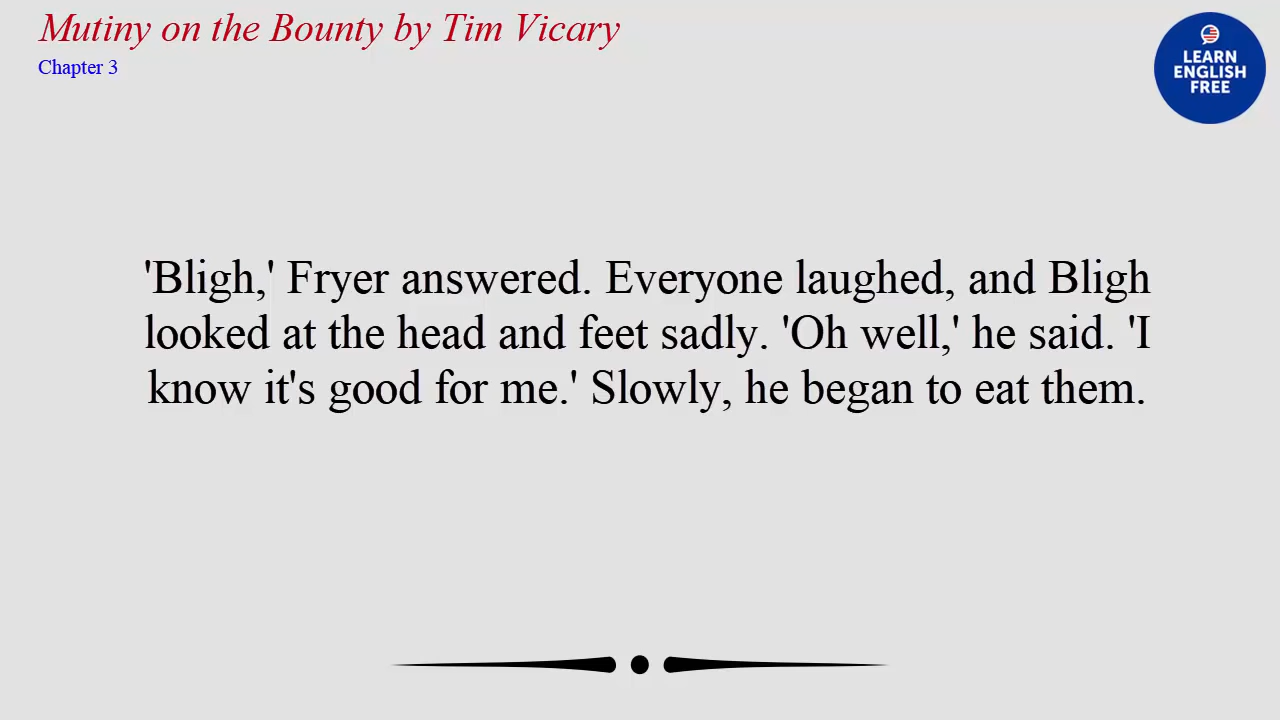 Mutiny on the Bounty by Tim Vicary
Chapter 3
LEARN
ENGLISH
FREE
'Bligh,' Fryer answered. Everyone laughed, and Bligh
looked at the head and feet sadly. 'Oh well,' he said. 'I
know it's good for me.' Slowly, he began to eat them.